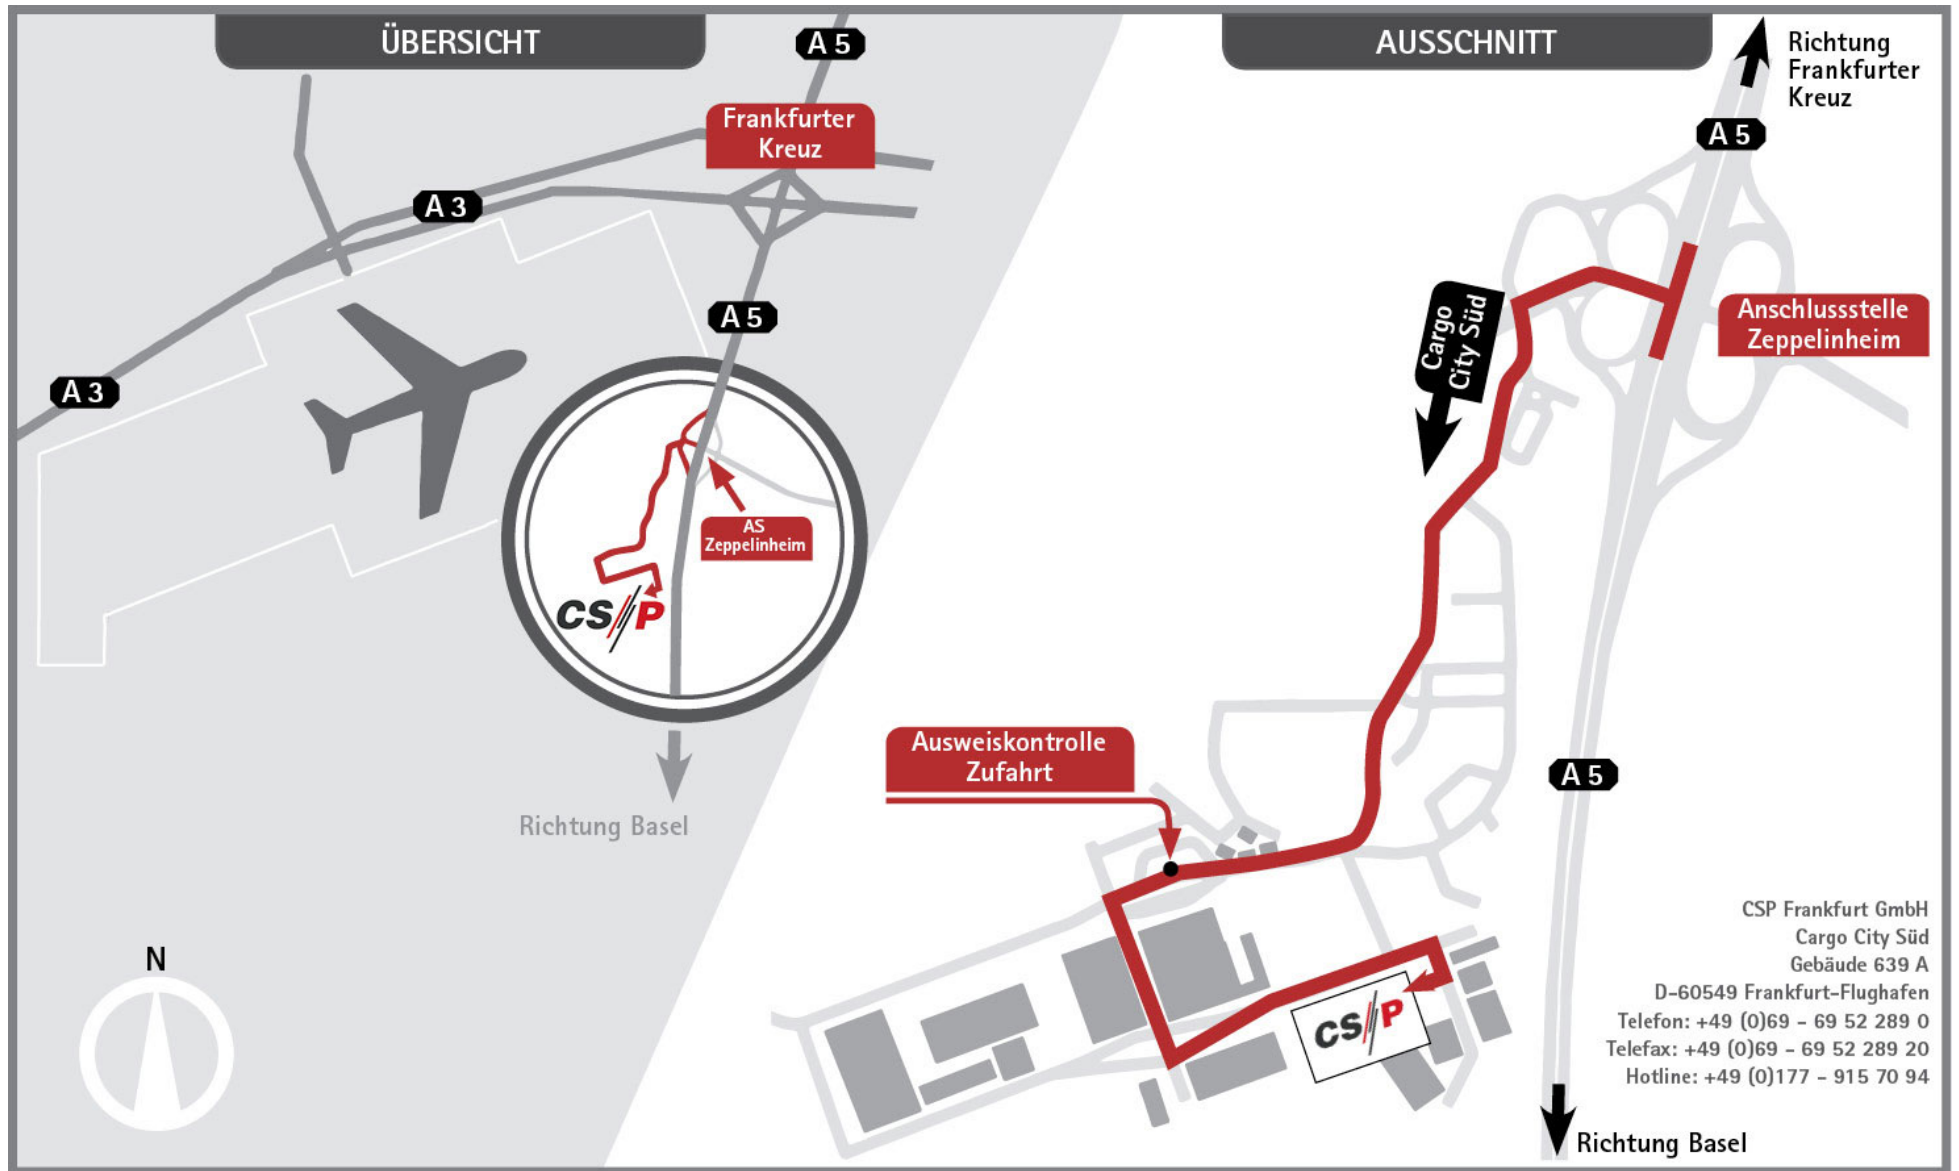 ÜBERSICHT
A 5
Frankfurter
Kreuz
A 3
A 5
A 3
AS
Zeppelinheim
CS//P
Richtung Basel
N
AUSSCHNITT
Richtung
Frankfurter
Kreuz
A 5
Cargo
City Süd
Anschlussstelle
Zeppelinheim
Ausweiskontrolle
Zufahrt
A 5
CS//P
CSP Frankfurt GmbH
Cargo City Süd
Gebäude 639 A
D-60549 Frankfurt-Flughafen
Telefon: +49 (0)69 - 69 52 289 0
Telefax: +49 (0)69 - 69 52 289 20
Hotline: +49 (0)177 - 915 70 94
Richtung Basel